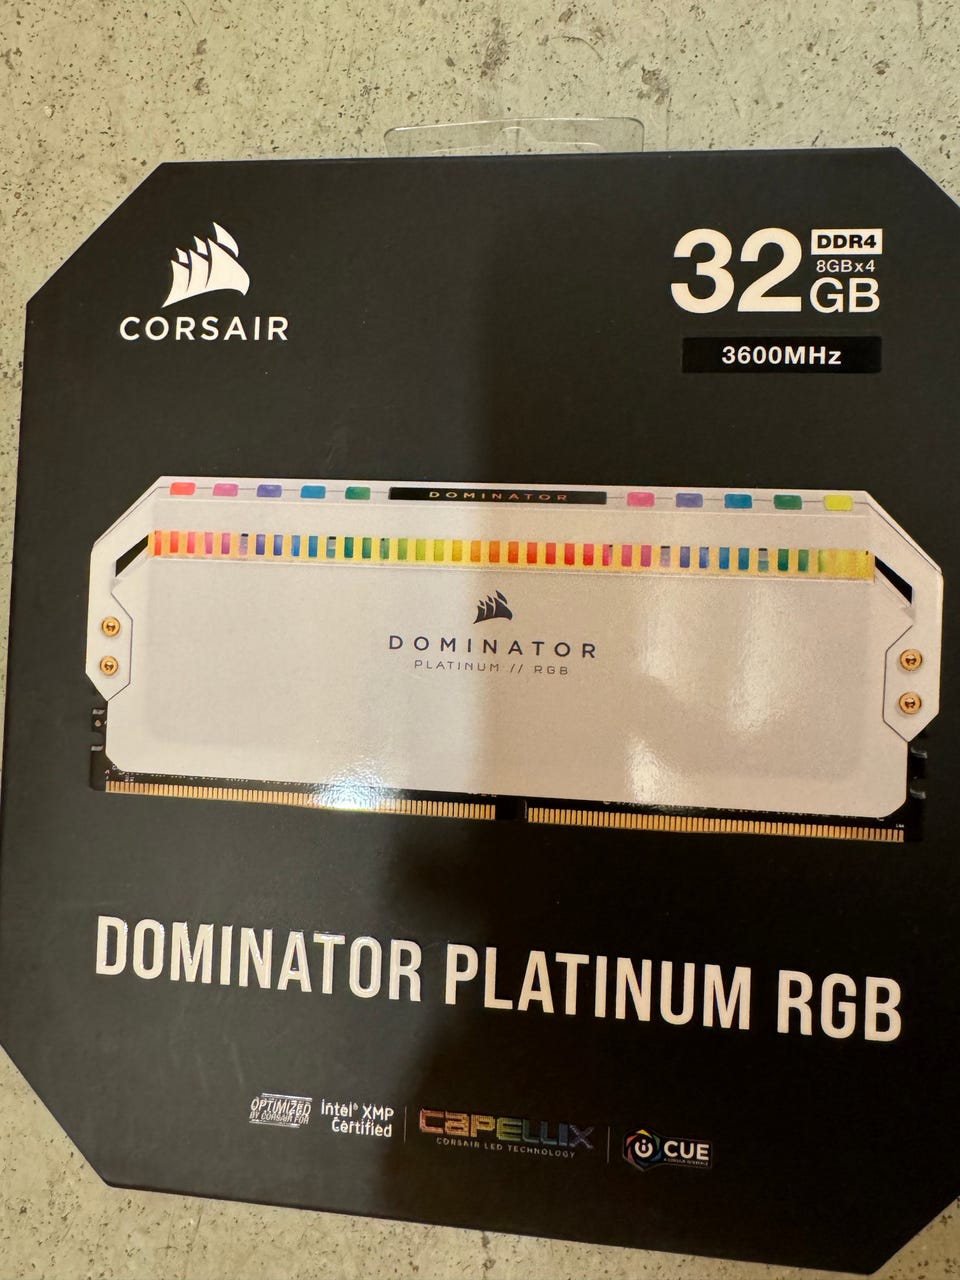 CORSAIR
32
DDR4
8GBx4
GB
3600MHz
DOMINATOR
DOMINATOR
PLATINUM // RGB
DOMINATOR PLATINUM RGB
OPTIMIZED
BY CORSAIR FOR
intel® XMP
Certified
CAPELLIX
CORSAIR LED TECHNOLOGY
iCUE